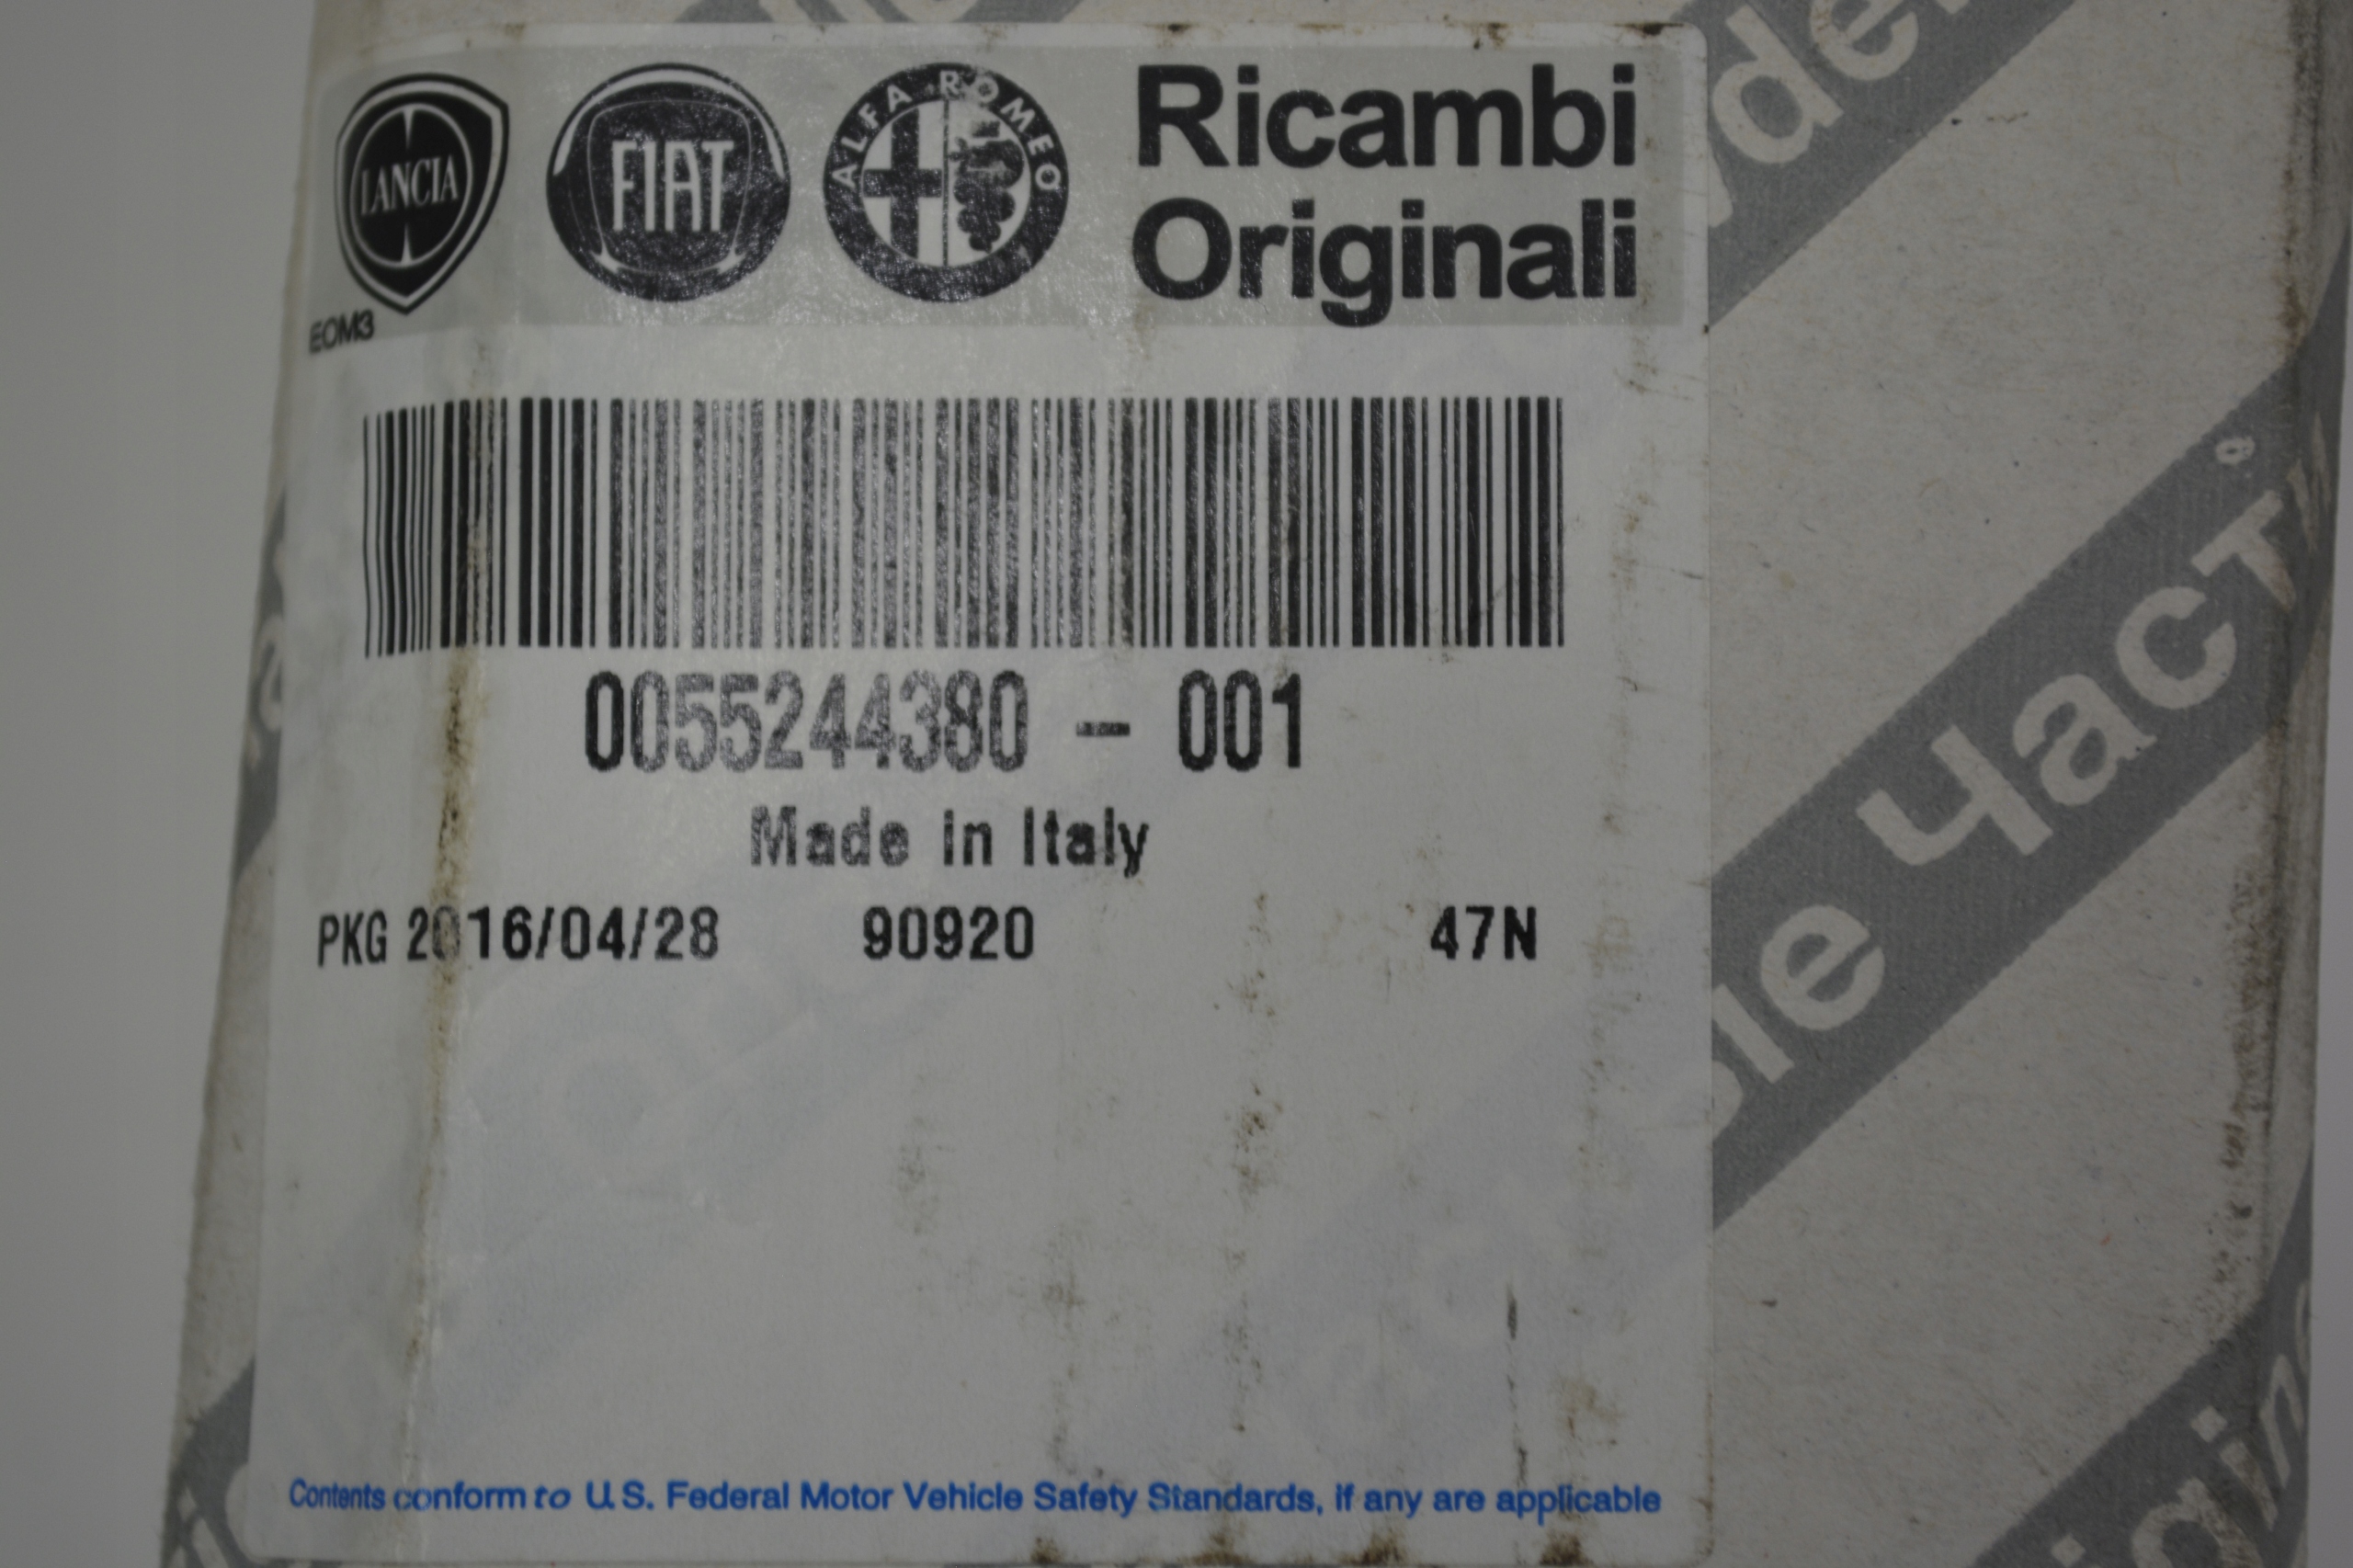 LANCIA FIAT ALFA ROMEO Ricambi
Originali
EOM3
0055244380 - 001
Made in Italy
PKG 2016/04/28 90920 47N
Contents conform to U.S. Federal Motor Vehicle Safety Standards, if any are applicable